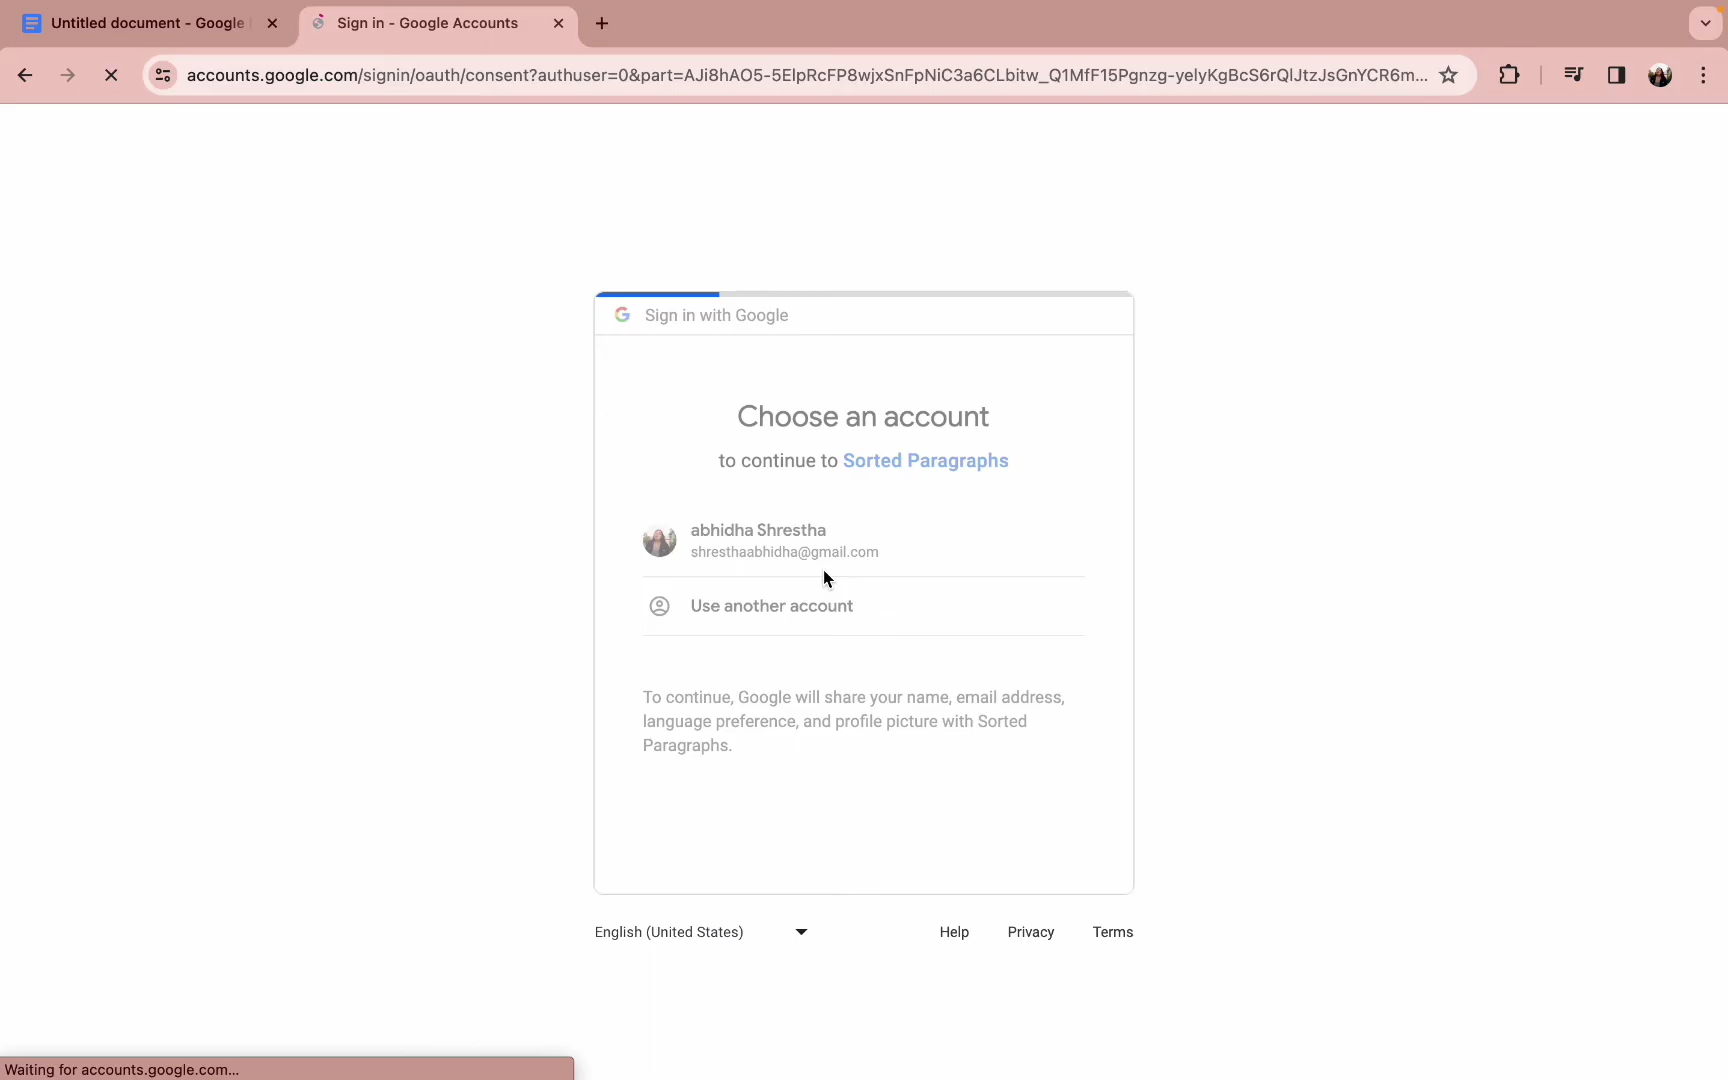 Untitled document - Google
Sign in - Google Accounts
accounts.google.com/signin/oauth/consent?authuser=0&part=AJi8hAO5-5ElpRcFP8wjxSnFpNiC3a6CLbitw_Q1MfF15Pgnzg-yelyKgBcS6rQlJtzJsGnYCR6m...
Sign in with Google
Choose an account
to continue to Sorted Paragraphs
abhidha Shrestha
shresthaabhidha@gmail.com
Use another account
To continue, Google will share your name, email address,
language preference, and profile picture with Sorted
Paragraphs.
English (United States)
Help
Privacy
Terms
Waiting for accounts.google.com...